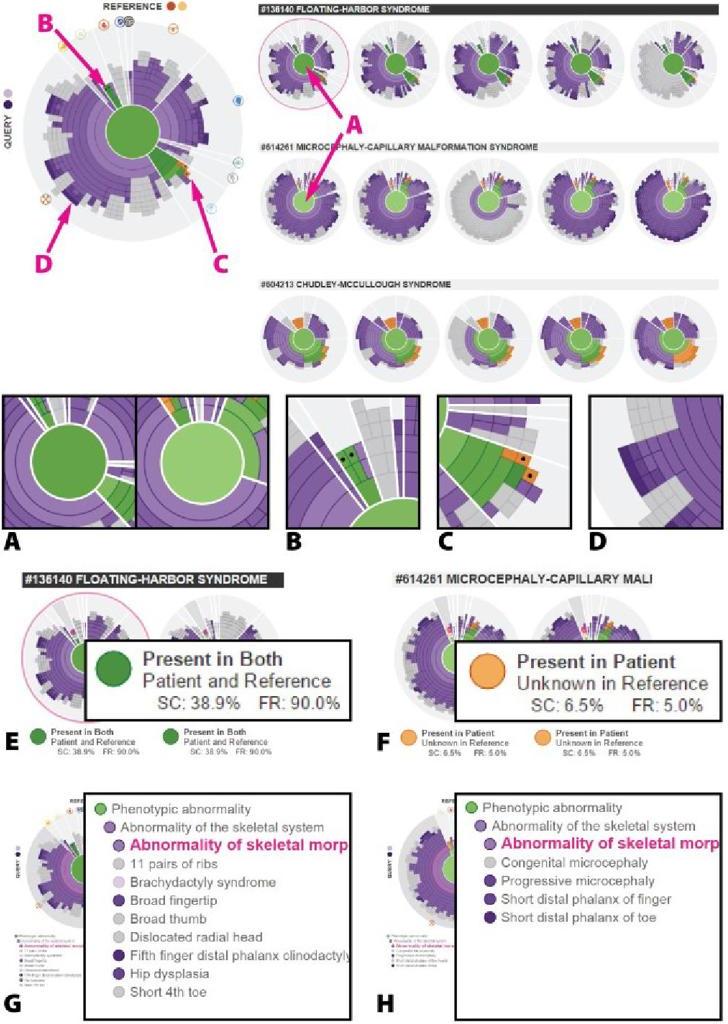 REFERENCE
QUERY
B
D
C
#136140 FLOATING-HARBOR SYNDROME
A
#614261 MICROCEPHALY-CAPILLARY MALFORMATION SYNDROME
#604213 CHUDLEY-MCCULLOUGH SYNDROME
A
B
C
D
#136140 FLOATING-HARBOR SYNDROME
Present in Both
Patient and Reference
SC: 38.9% FR: 90.0%
E
Present in Both
Patient and Reference
SC: 38.9% FR: 90.0%
Present in Both
Patient and Reference
SC: 38.9% FR: 90.0%
#614261 MICROCEPHALY-CAPILLARY MALI
Present in Patient
Unknown in Reference
SC: 6.5% FR: 5.0%
F
Present in Patient
Unknown in Reference
SC: 6.5% FR: 5.0%
Present in Patient
Unknown in Reference
SC: 6.5% FR: 5.0%
QUERY
Phenotypic abnormality
Abnormality of the skeletal system
Abnormality of skeletal morp
11 pairs of ribs
Brachydactyly syndrome
Broad fingertip
Broad thumb
Dislocated radial head
Fifth finger distal phalanx clinodactyly
Hip dysplasia
Short 4th toe
G
QUERY
Phenotypic abnormality
Abnormality of the skeletal system
Abnormality of skeletal morp
Congenital microcephaly
Progressive microcephaly
Short distal phalanx of finger
Short distal phalanx of toe
H